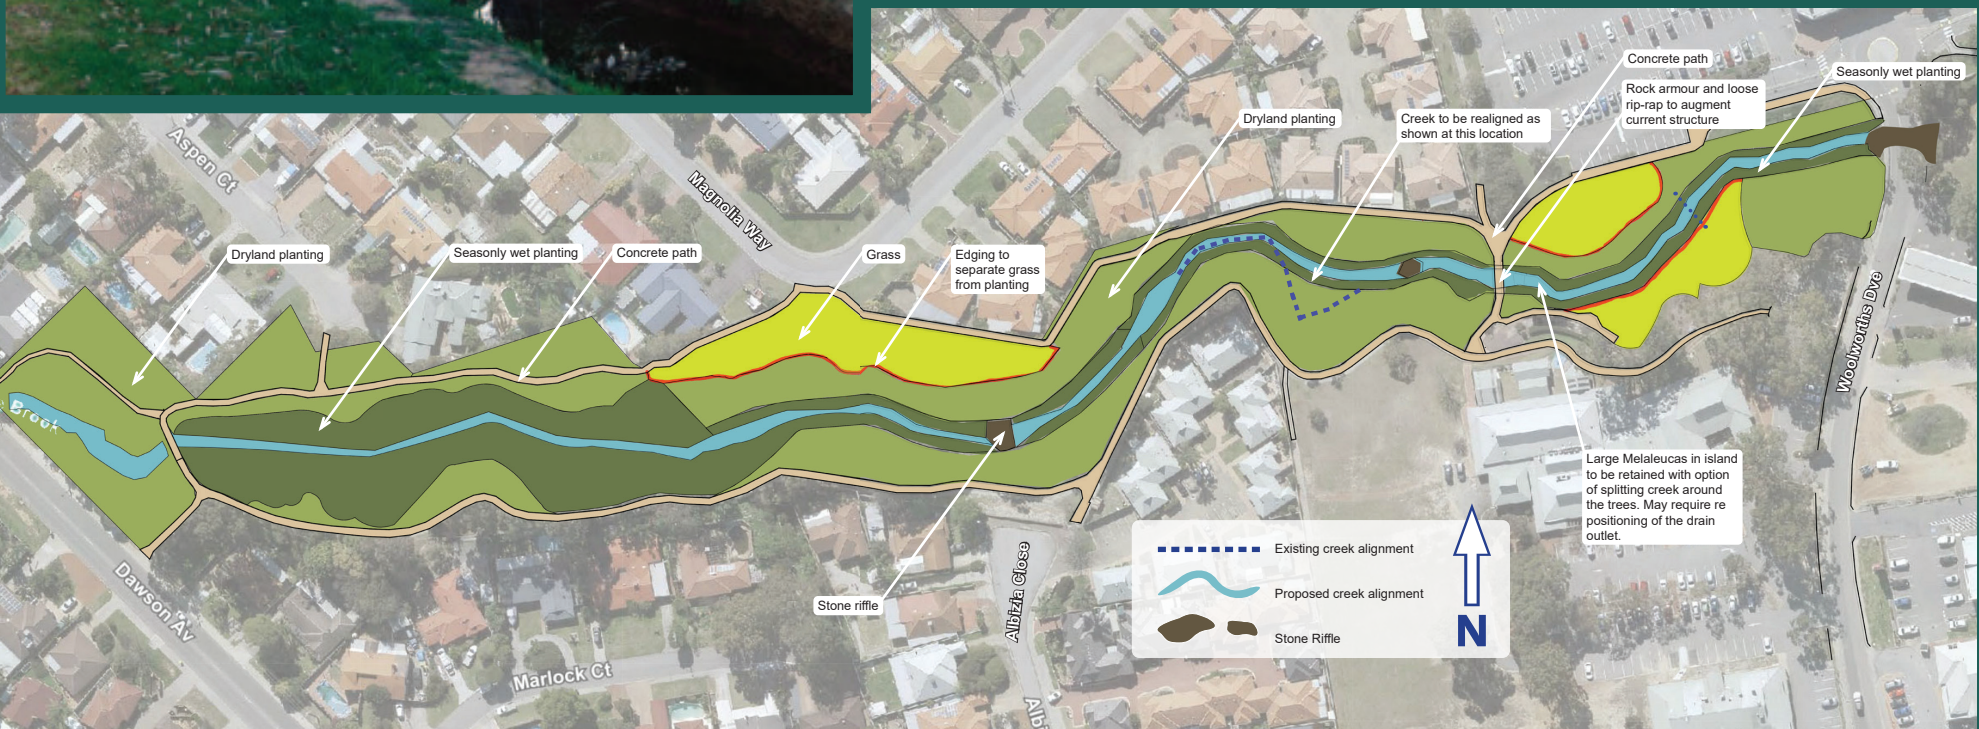 Concrete path
Seasonly wet planting
Rock armour and loose
rip-rap to augment
current structure
Dryland planting
Creek to be realigned as
shown at this location
Aspen Ct
Magnolia Way
Dryland planting
Seasonly wet planting
Concrete path
Grass
Edging to
separate grass
from planting
Woolworths Dve
Brook
Large Melaleucas in island
to be retained with option
of splitting creek around
the trees. May require re
positioning of the drain
outlet.
Dawson Av
Stone riffle
Albizia Close
Marlock Ct
Existing creek alignment
Proposed creek alignment
Stone Riffle
N